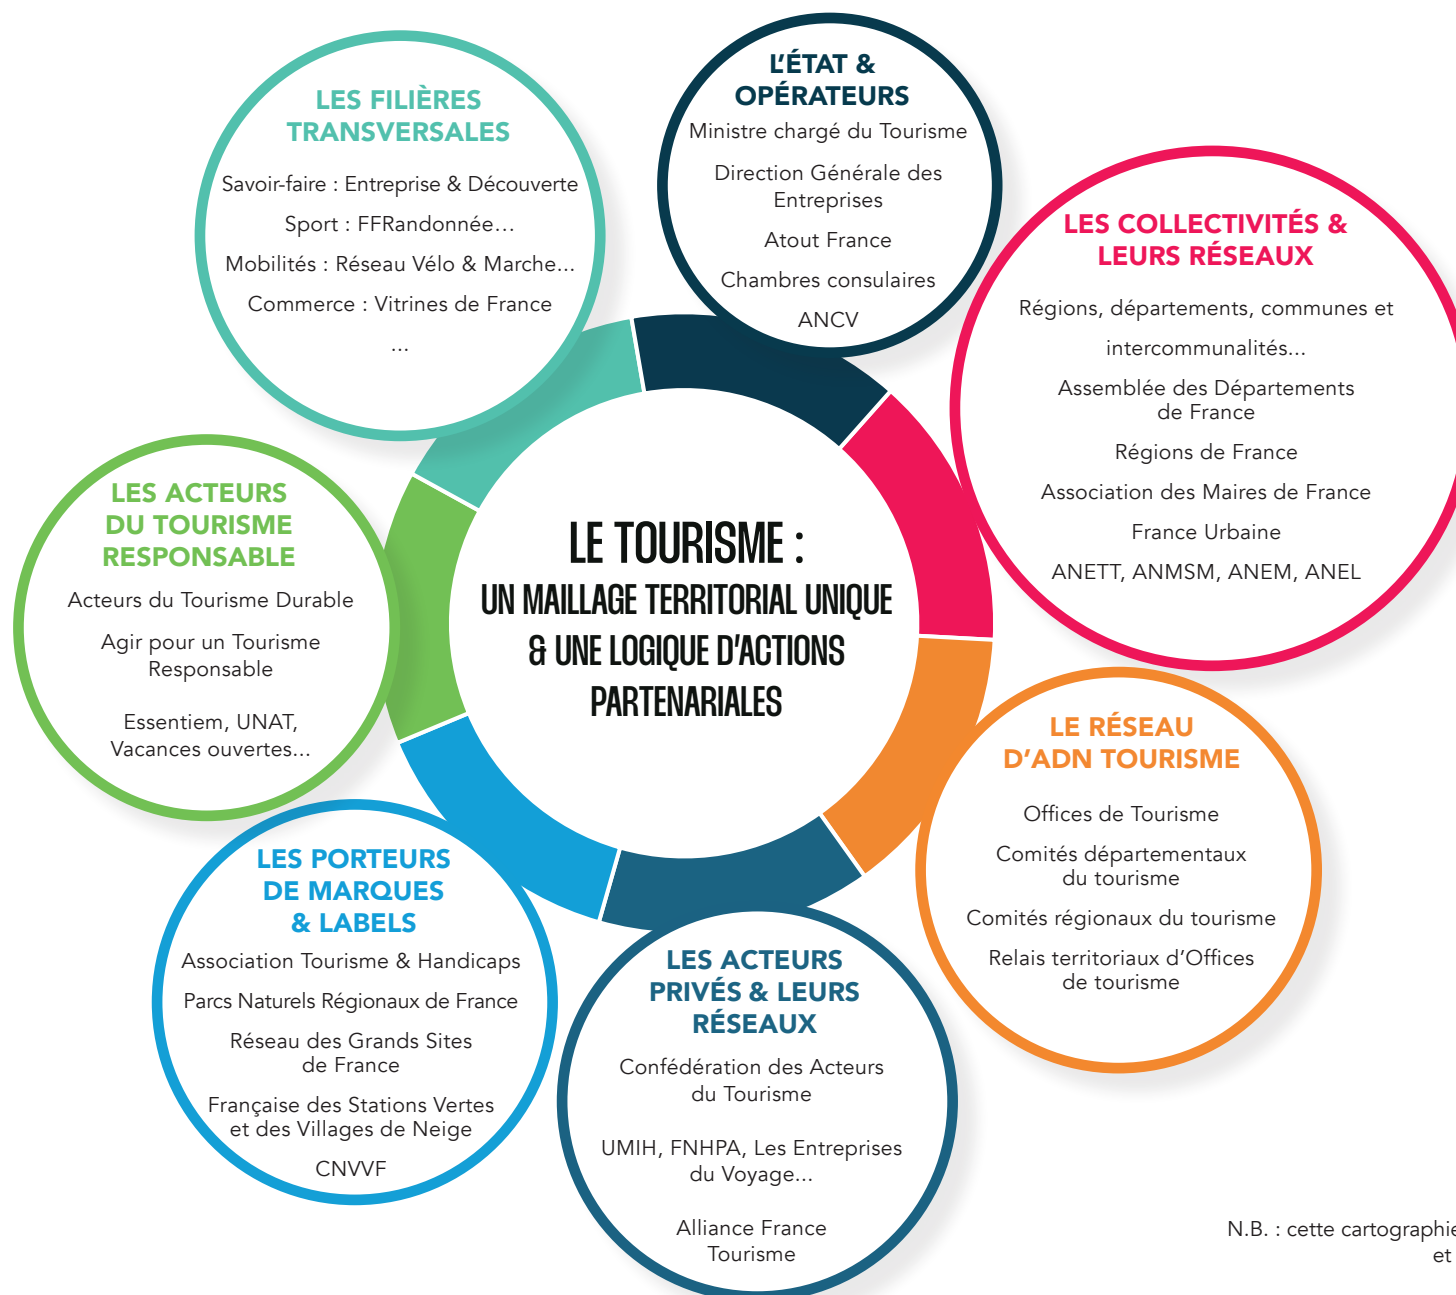 LES FILIÈRES
TRANSVERSALES
Savoir-faire : Entreprise & Découverte
Sport : FFRandonnée...
Mobilités : Réseau Vélo & Marche...
Commerce : Vitrines de France
...
L'ÉTAT &
OPÉRATEURS
Ministre chargé du Tourisme
Direction Générale des
Entreprises
Atout France
Chambres consulaires
ANCV
LES COLLECTIVITÉS &
LEURS RÉSEAUX
Régions, départements, communes et
intercommunalités...
Assemblée des Départements
de France
Régions de France
Association des Maires de France
France Urbaine
ANETT, ANMSM, ANEM, ANEL
LE TOURISME :
UN MAILLAGE TERRITORIAL UNIQUE
& UNE LOGIQUE D'ACTIONS
PARTENARIALES
LES ACTEURS
DU TOURISME
RESPONSABLE
Acteurs du Tourisme Durable
Agir pour un Tourisme
Responsable
Essentiem, UNAT,
Vacances ouvertes...
LE RÉSEAU
D'ADN TOURISME
Offices de Tourisme
Comités départementaux
du tourisme
Comités régionaux du tourisme
Relais territoriaux d'Offices
de tourisme
LES PORTEURS
DE MARQUES
& LABELS
Association Tourisme & Handicaps
Parcs Naturels Régionaux de France
Réseau des Grands Sites
de France
Française des Stations Vertes
et des Villages de Neige
CNVVF
LES ACTEURS
PRIVÉS & LEURS
RÉSEAUX
Confédération des Acteurs
du Tourisme
UMIH, FNHPA, Les Entreprises
du Voyage...
Alliance France
Tourisme
N.B. : cette cartographie
et